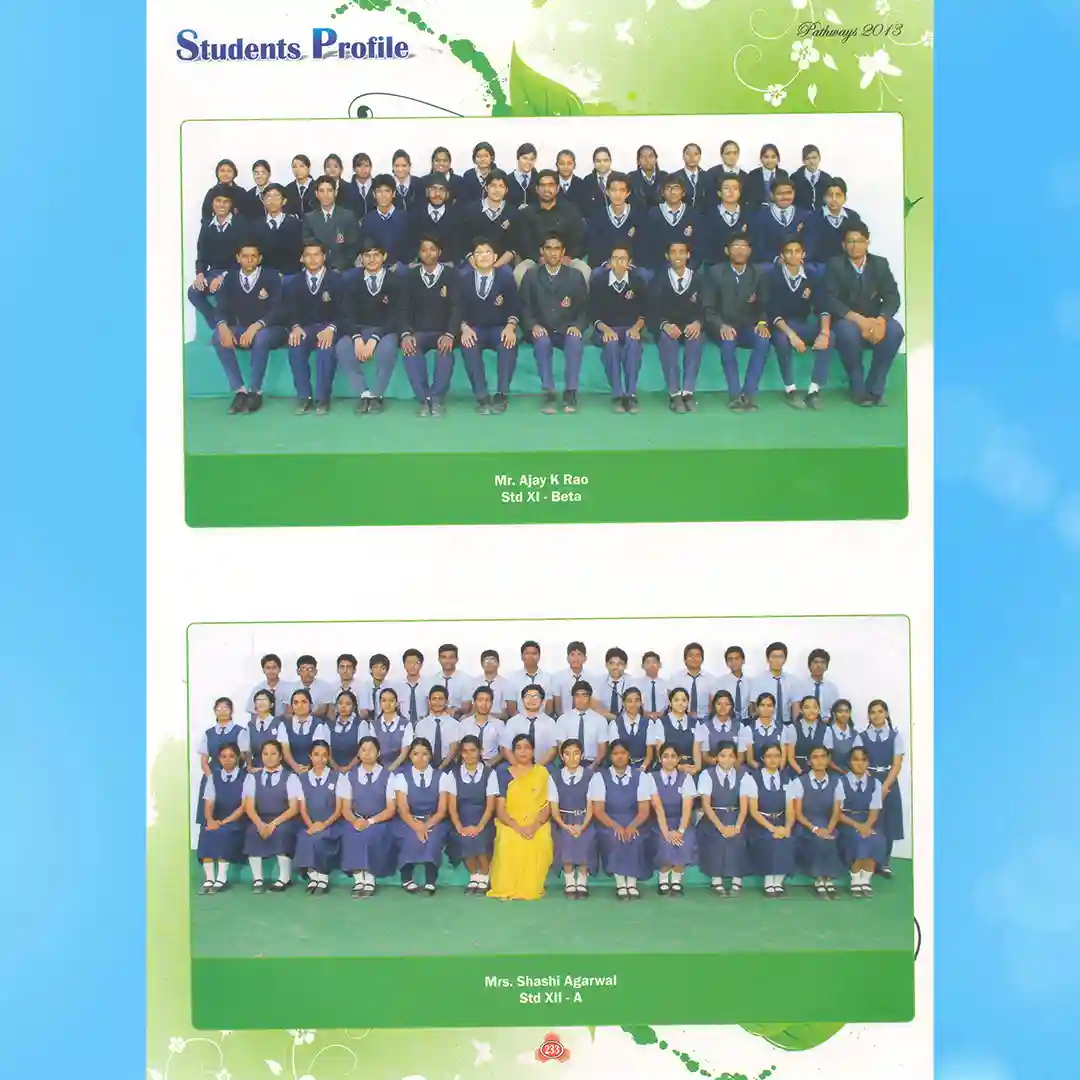 Students Profile
Pathways 2013
Mr. Ajay K Rao
Std XI - Beta
Mrs. Shashi Agarwal
Std XII - A
233